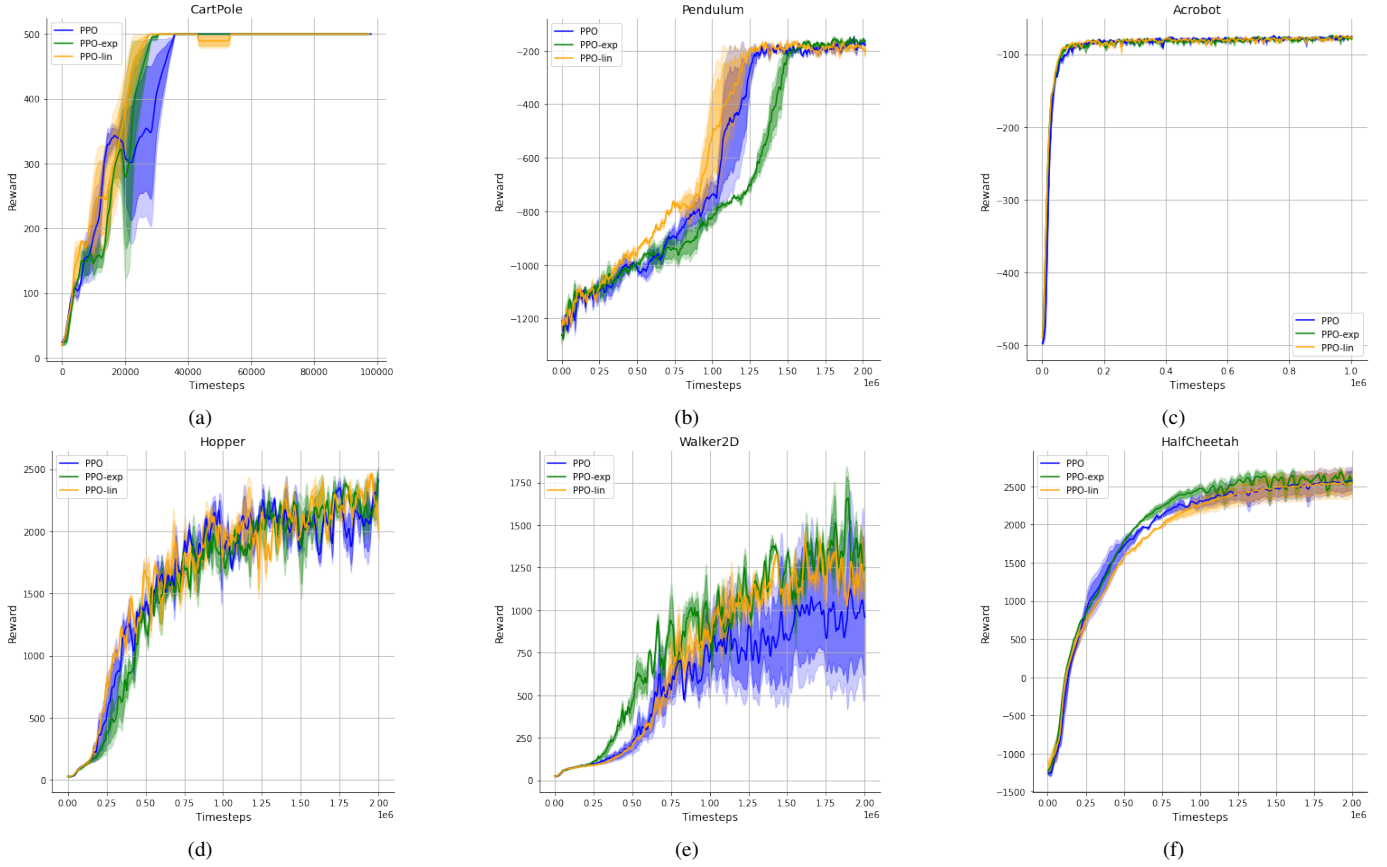 CartPole
500
400
300
200
100
0
Reward
PPO
PPO-exp
PPO-lin
0
20000
40000
60000
80000
100000
Timesteps
(a)
Pendulum
−200
−400
−600
−800
−1000
−1200
Reward
PPO
PPO-exp
PPO-lin
0.00
0.25
0.50
0.75
1.00
1.25
1.50
1.75
2.00
1e6
Timesteps
(b)
Acrobot
−100
−200
−300
−400
−500
Reward
PPO
PPO-exp
PPO-lin
0.0
0.2
0.4
0.6
0.8
1.0
1e6
Timesteps
(c)
Hopper
2500
2000
1500
1000
500
0
Reward
PPO
PPO-exp
PPO-lin
0.00
0.25
0.50
0.75
1.00
1.25
1.50
1.75
2.00
1e6
Timesteps
(d)
Walker2D
1750
1500
1250
1000
750
500
250
0
Reward
PPO
PPO-exp
PPO-lin
0.00
0.25
0.50
0.75
1.00
1.25
1.50
1.75
2.00
1e6
Timesteps
(e)
HalfCheetah
2500
2000
1500
1000
500
0
−500
−1000
−1500
Reward
PPO
PPO-exp
PPO-lin
0.00
0.25
0.50
0.75
1.00
1.25
1.50
1.75
2.00
1e6
Timesteps
(f)